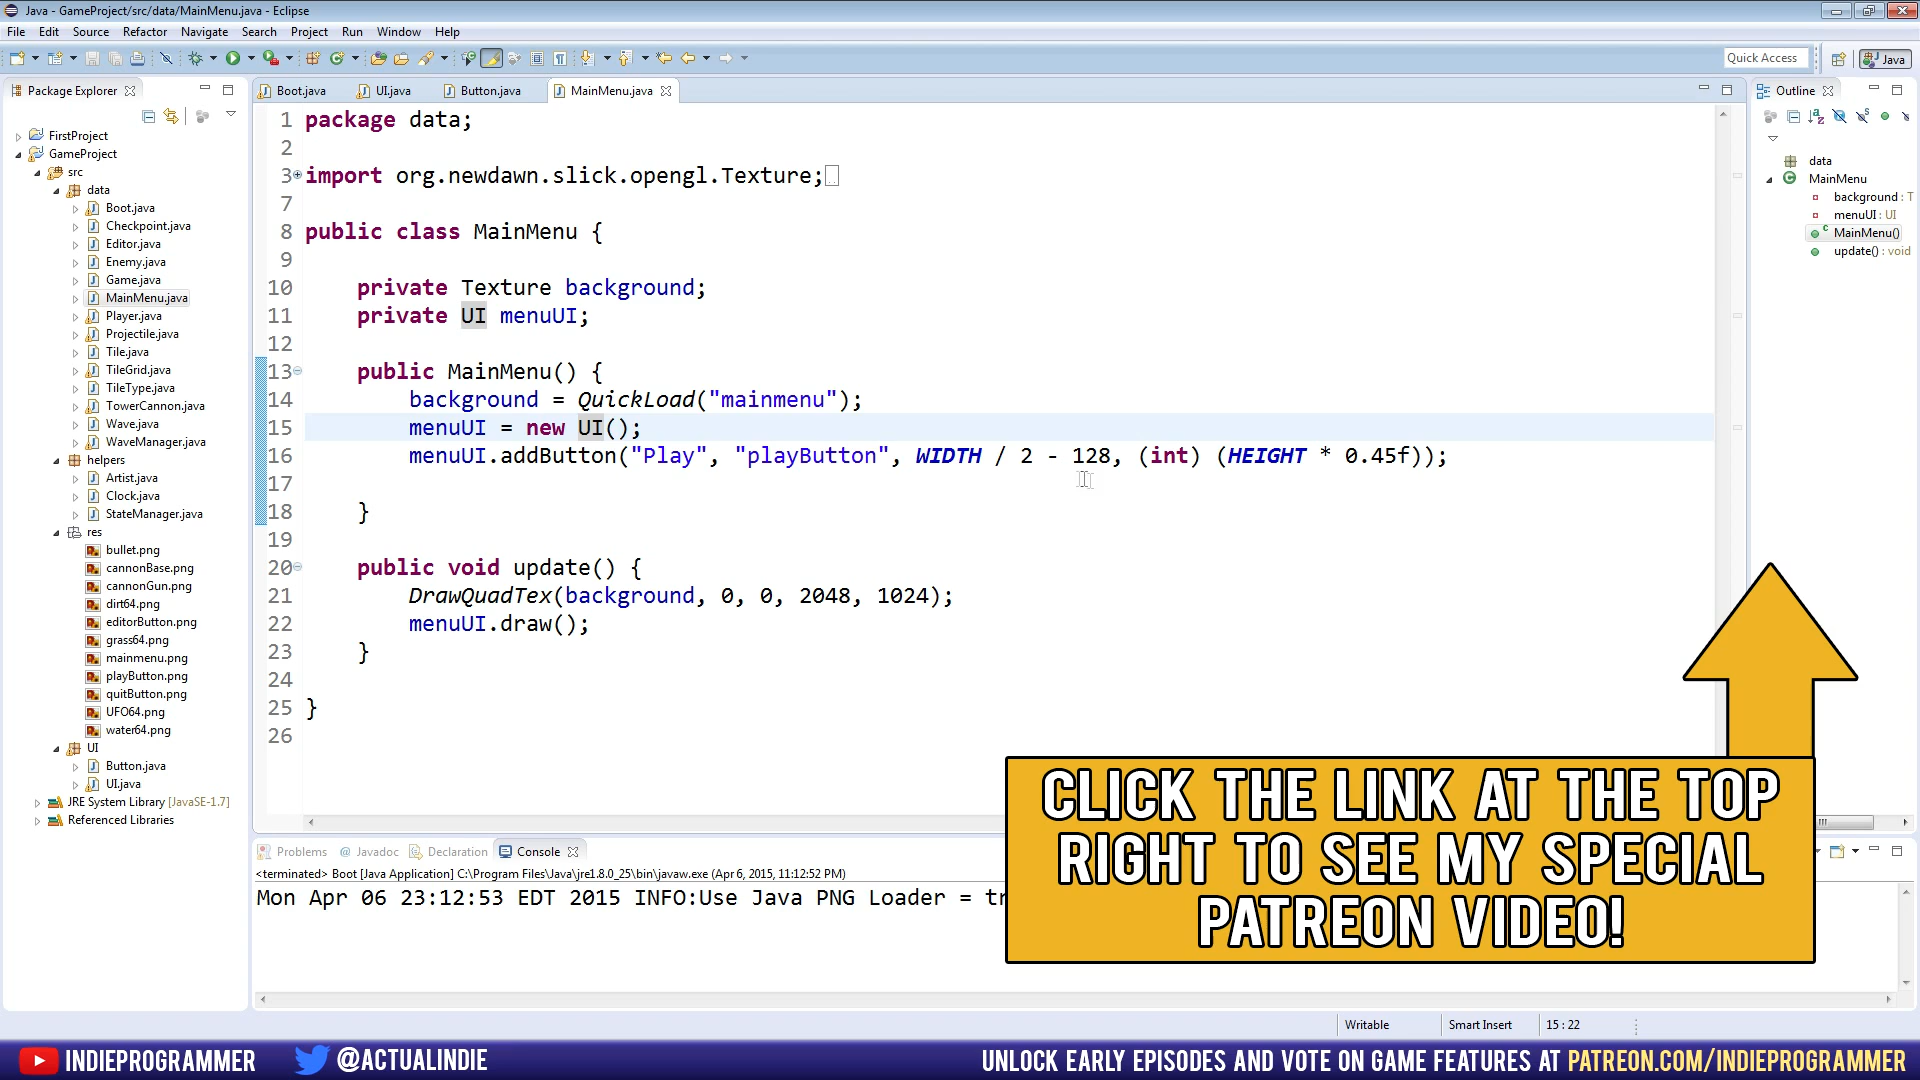 Java - GameProject/src/data/MainMenu.java - Eclipse
File Edit Source Refactor Navigate Search Project Run Window Help
Quick Access
Java
Package Explorer
FirstProject
GameProject
src
data
Boot.java
Checkpoint.java
Editor.java
Enemy.java
Game.java
MainMenu.java
Player.java
Projectile.java
Tile.java
TileGrid.java
TileType.java
TowerCannon.java
Wave.java
WaveManager.java
helpers
Artist.java
Clock.java
StateManager.java
res
bullet.png
cannonBase.png
cannonGun.png
dirt64.png
editorButton.png
grass64.png
mainmenu.png
playButton.png
quitButton.png
UFO64.png
water64.png
UI
Button.java
UI.java
JRE System Library [JavaSE-1.7]
Referenced Libraries
Boot.java UI.java Button.java MainMenu.java
1 package data;
2
3 import org.newdawn.slick.opengl.Texture;
7
8 public class MainMenu {
9
10 private Texture background;
11 private UI menuUI;
12
13 public MainMenu() {
14 background = QuickLoad("mainmenu");
15 menuUI = new UI();
16 menuUI.addButton("Play", "playButton", WIDTH / 2 - 128, (int) (HEIGHT * 0.45f));
17
18 }
19
20 public void update() {
21 DrawQuadTex(background, 0, 0, 2048, 1024);
22 menuUI.draw();
23 }
24
25 }
26
Outline
data
MainMenu
background : T
menuUI : UI
MainMenu()
update() : void
Problems @ Javadoc Declaration Console
<terminated> Boot [Java Application] C:\Program Files\Java\jre1.8.0_25\bin\javaw.exe (Apr 6, 2015, 11:12:52 PM)
Mon Apr 06 23:12:53 EDT 2015 INFO:Use Java PNG Loader = tr
CLICK THE LINK AT THE TOP
RIGHT TO SEE MY SPECIAL
PATREON VIDEO!
Writable Smart Insert 15 : 22
INDIEPROGRAMMER @ACTUALINDIE UNLOCK EARLY EPISODES AND VOTE ON GAME FEATURES AT PATREON.COM/INDIEPROGRAMMER